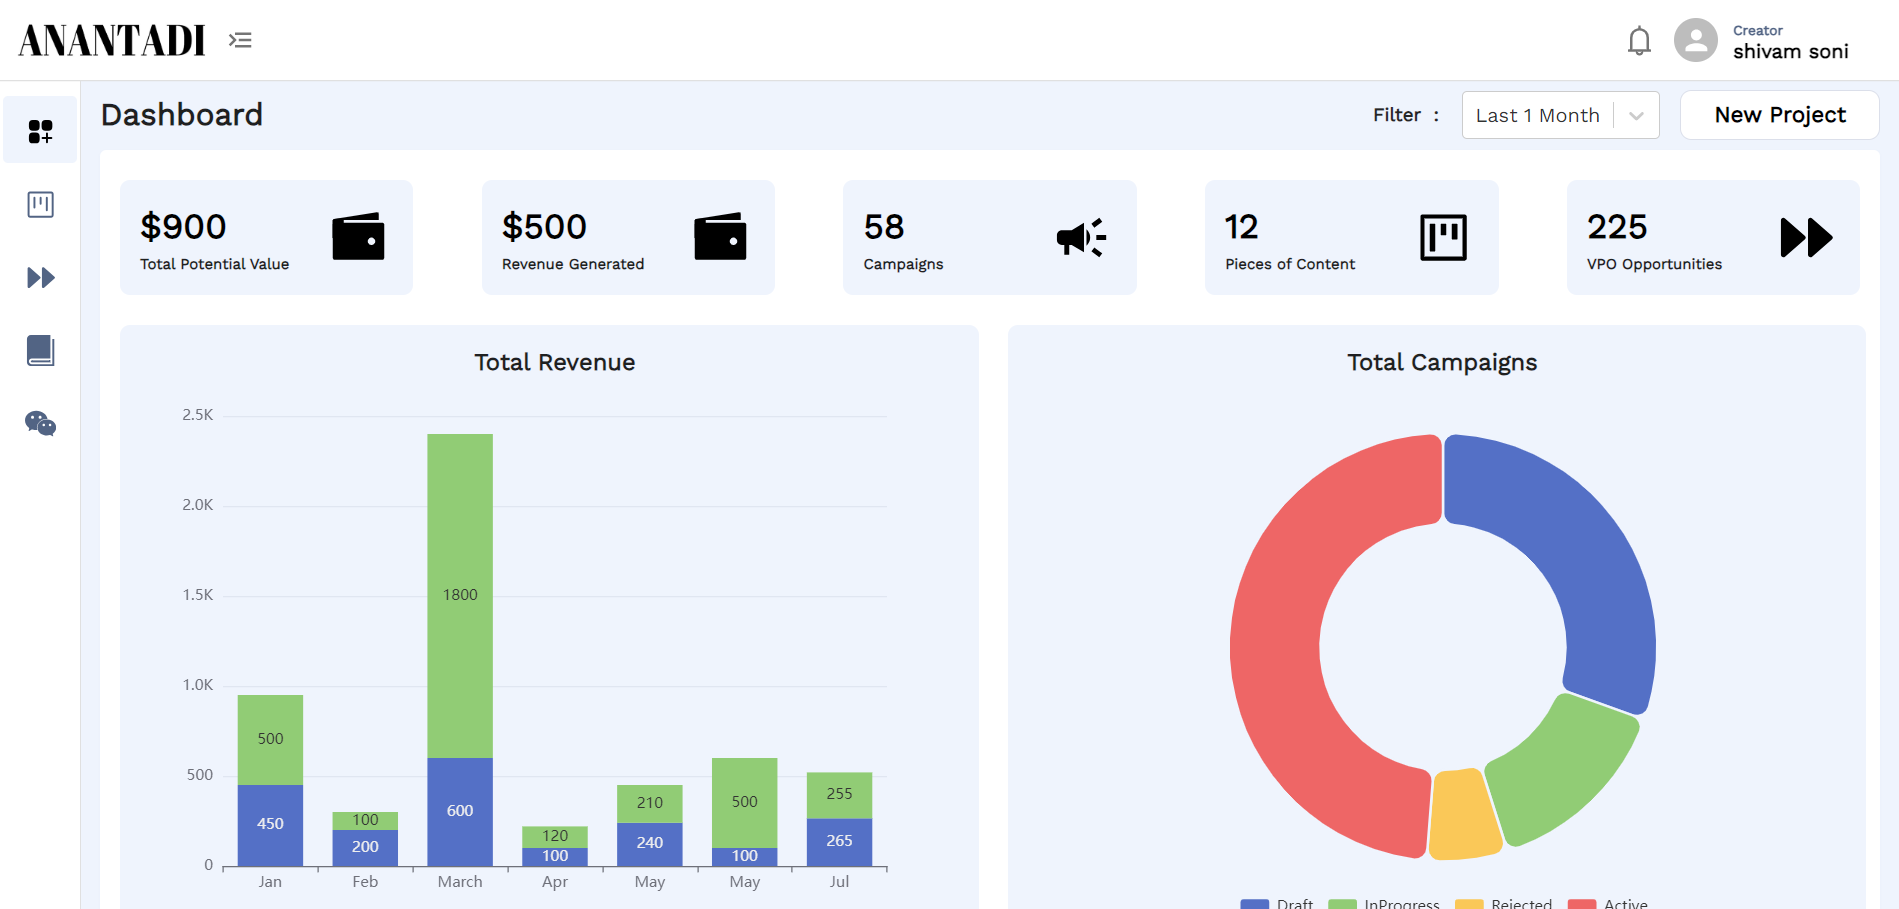 ANANTADI
Creator
shivam soni
Dashboard
Filter :
Last 1 Month
New Project
$900
Total Potential Value
$500
Revenue Generated
58
Campaigns
12
Pieces of Content
225
VPO Opportunities
Total Revenue
2.5K
2.0K
1.5K
1.0K
500
0
500
450
100
200
1800
600
120
100
210
240
500
100
255
265
Jan Feb March Apr May May Jul
Total Campaigns
Draft InProgress Rejected Active